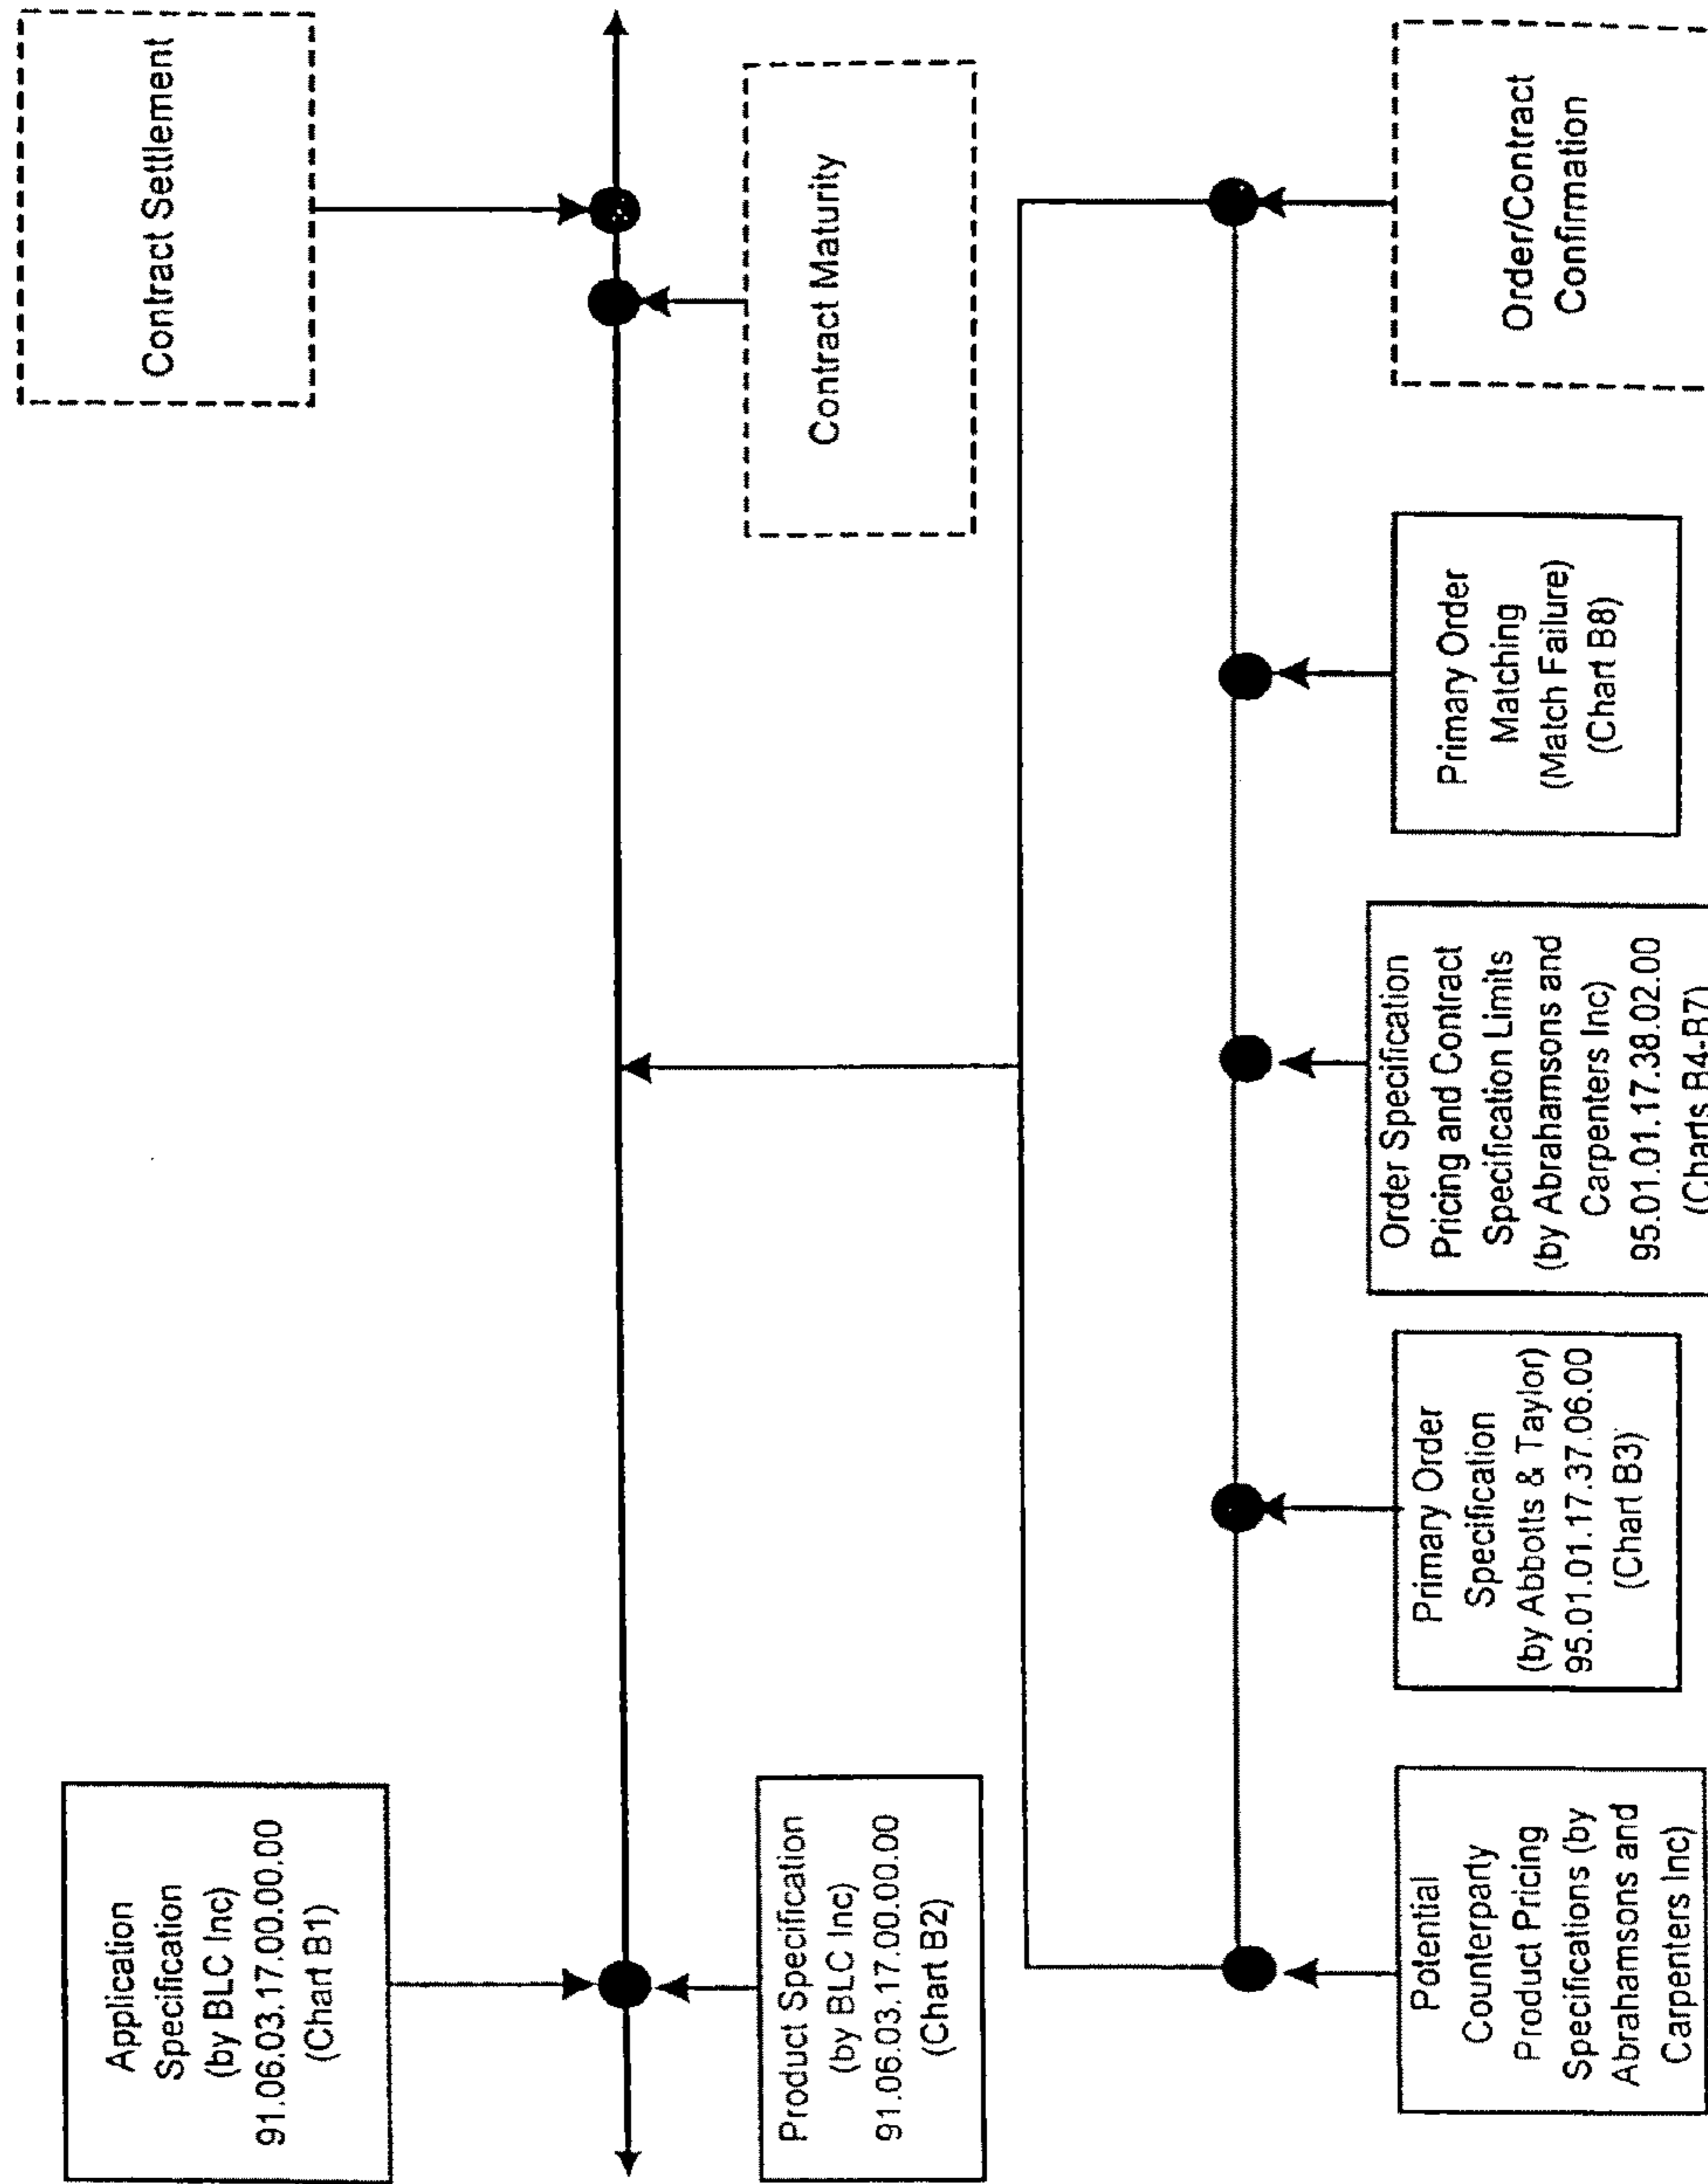 Application
Specification
(by BLC Inc)
91.06.03.17.00.00.00
(Chart B1)
Contract Settlement
Product Specification
(by BLC Inc)
91.06.03.17.00.00.00
(Chart B2)
Contract Maturity
Potential
Counterparty
Product Pricing
Specifications (by
Abrahamsons and
Carpenters Inc)
Primary Order
Specification
(by Abbotts & Taylor)
95.01.01.17.37.06.00
(Chart B3)
Order Specification
Pricing and Contract
Specification Limits
(by Abrahamsons and
Carpenters Inc)
95.01.01.17.38.02.00
(Charts B4-B7)
Primary Order
Matching
(Match Failure)
(Chart B8)
Order/Contract
Confirmation